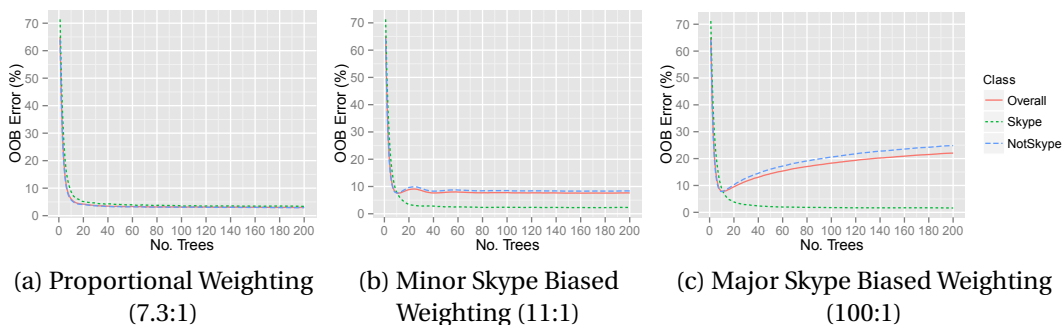 70
60
50
40
30
20
10
0
OOB Error (%)
0 20 40 60 80 100 120 140 160 180 200
No. Trees
70
60
50
40
30
20
10
0
OOB Error (%)
0 20 40 60 80 100 120 140 160 180 200
No. Trees
70
60
50
40
30
20
10
0
OOB Error (%)
0 20 40 60 80 100 120 140 160 180 200
No. Trees
Class
Overall
Skype
NotSkype
(a) Proportional Weighting
(7.3:1)
(b) Minor Skype Biased
Weighting (11:1)
(c) Major Skype Biased Weighting
(100:1)